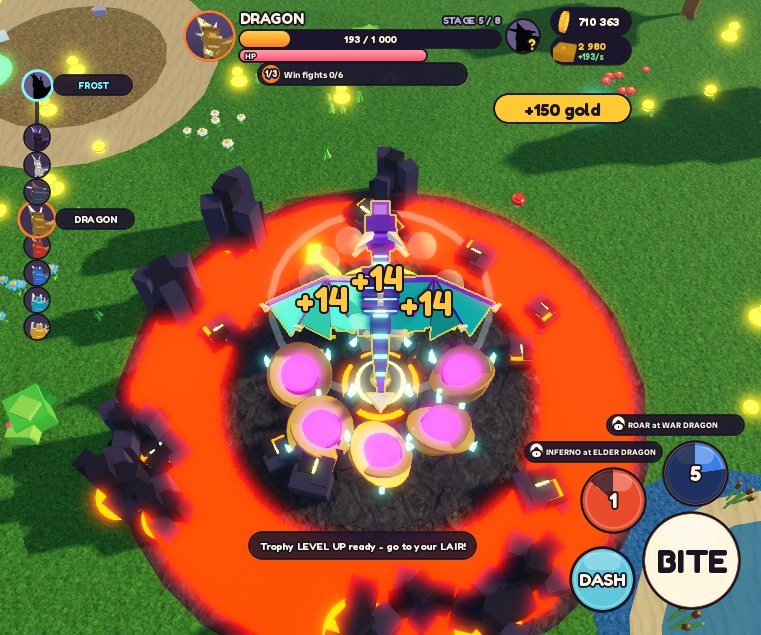 DRAGON
STAGE 5 / 8
193 / 1 000
HP
1/3 Win fights 0/6
?
710 363
2 980
+193/s
+150 gold
FROST
DRAGON
+14
+14
+14
ROAR at WAR DRAGON
INFERNO at ELDER DRAGON
5
1
Trophy LEVEL UP ready - go to your LAIR!
DASH
BITE